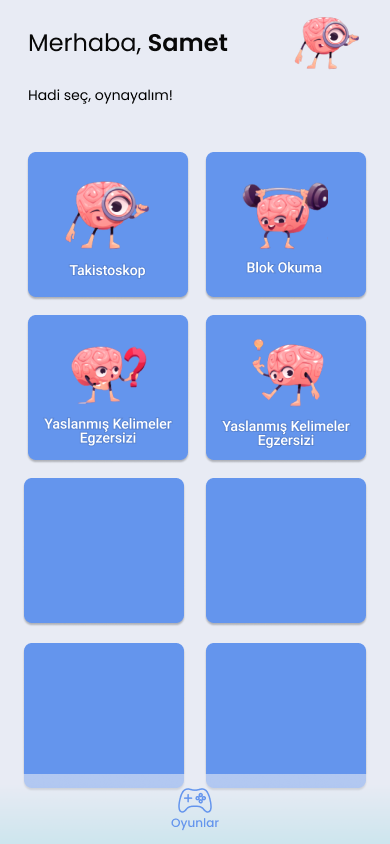 Merhaba, Samet
Hadi seç, oynayalım!
Takistoskop
Blok Okuma
Yaslanmış Kelimeler
Egzersizi
Yaslanmış Kelimeler
Egzersizi
Oyunlar